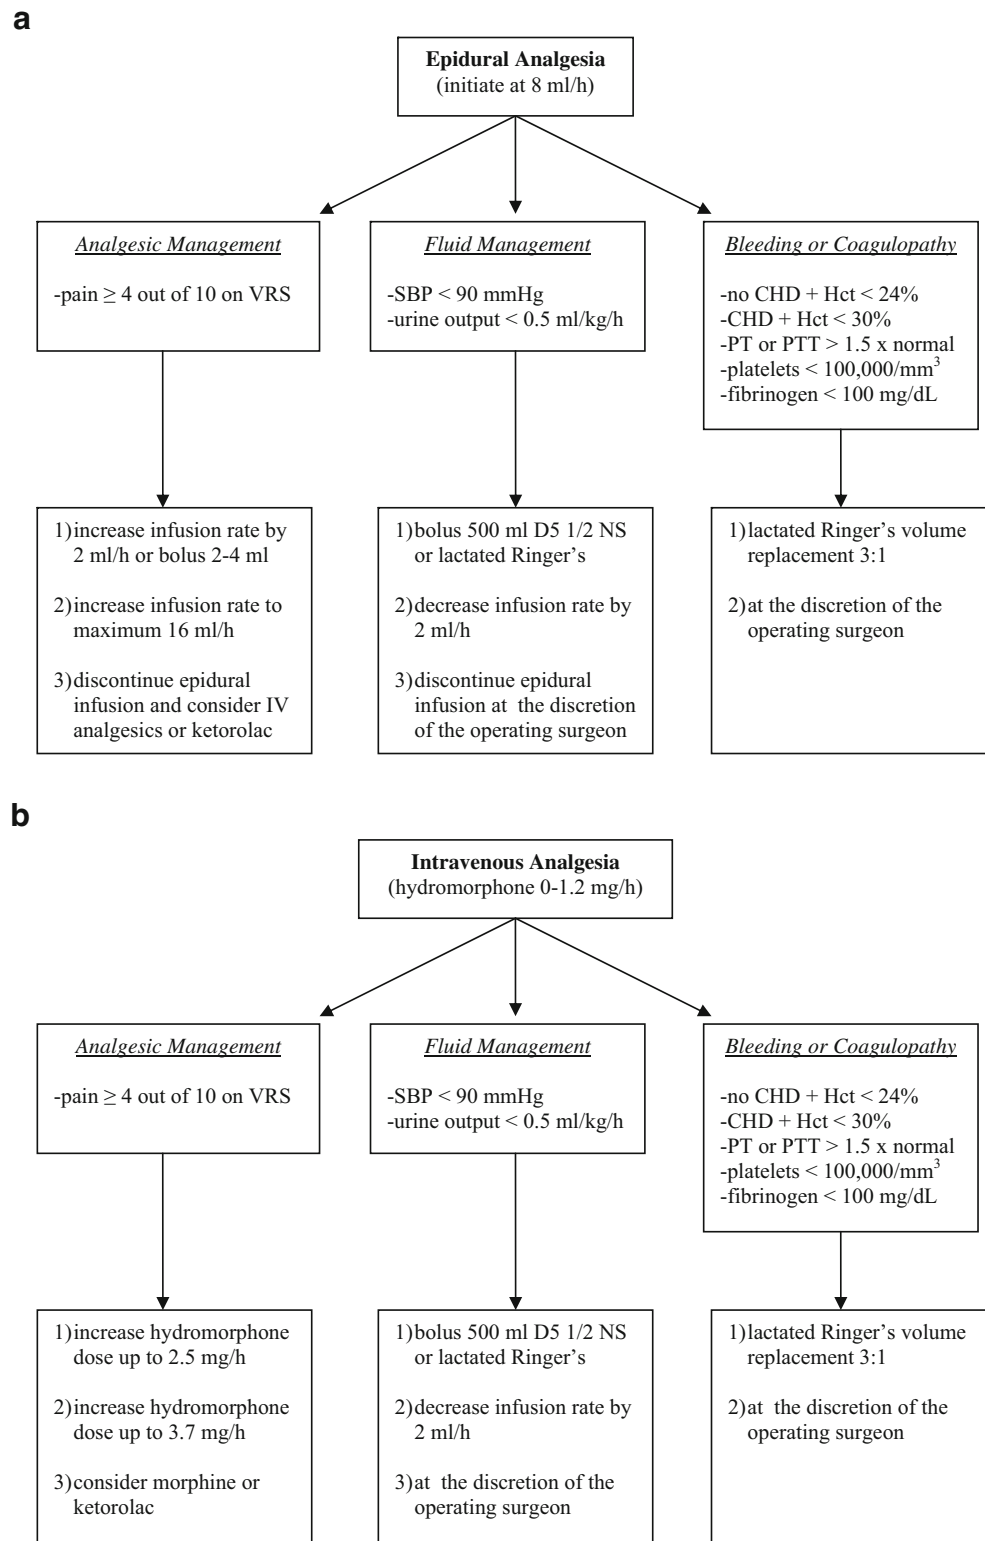 a
Epidural Analgesia
(initiate at 8 ml/h)
Analgesic Management
-pain ≥ 4 out of 10 on VRS
Fluid Management
-SBP < 90 mmHg
-urine output < 0.5 ml/kg/h
Bleeding or Coagulopathy
-no CHD + Hct < 24%
-CHD + Hct < 30%
-PT or PTT > 1.5 x normal
-platelets < 100,000/mm³
-fibrinogen < 100 mg/dL
1) increase infusion rate by
2 ml/h or bolus 2-4 ml
2) increase infusion rate to
maximum 16 ml/h
3) discontinue epidural
infusion and consider IV
analgesics or ketorolac
1) bolus 500 ml D5 1/2 NS
or lactated Ringer's
2) decrease infusion rate by
2 ml/h
3) discontinue epidural
infusion at the discretion
of the operating surgeon
1) lactated Ringer's volume
replacement 3:1
2) at the discretion of the
operating surgeon
b
Intravenous Analgesia
(hydromorphone 0-1.2 mg/h)
Analgesic Management
-pain ≥ 4 out of 10 on VRS
Fluid Management
-SBP < 90 mmHg
-urine output < 0.5 ml/kg/h
Bleeding or Coagulopathy
-no CHD + Hct < 24%
-CHD + Hct < 30%
-PT or PTT > 1.5 x normal
-platelets < 100,000/mm³
-fibrinogen < 100 mg/dL
1) increase hydromorphone
dose up to 2.5 mg/h
2) increase hydromorphone
dose up to 3.7 mg/h
3) consider morphine or
ketorolac
1) bolus 500 ml D5 1/2 NS
or lactated Ringer's
2) decrease infusion rate by
2 ml/h
3) at the discretion of the
operating surgeon
1) lactated Ringer's volume
replacement 3:1
2) at the discretion of the
operating surgeon